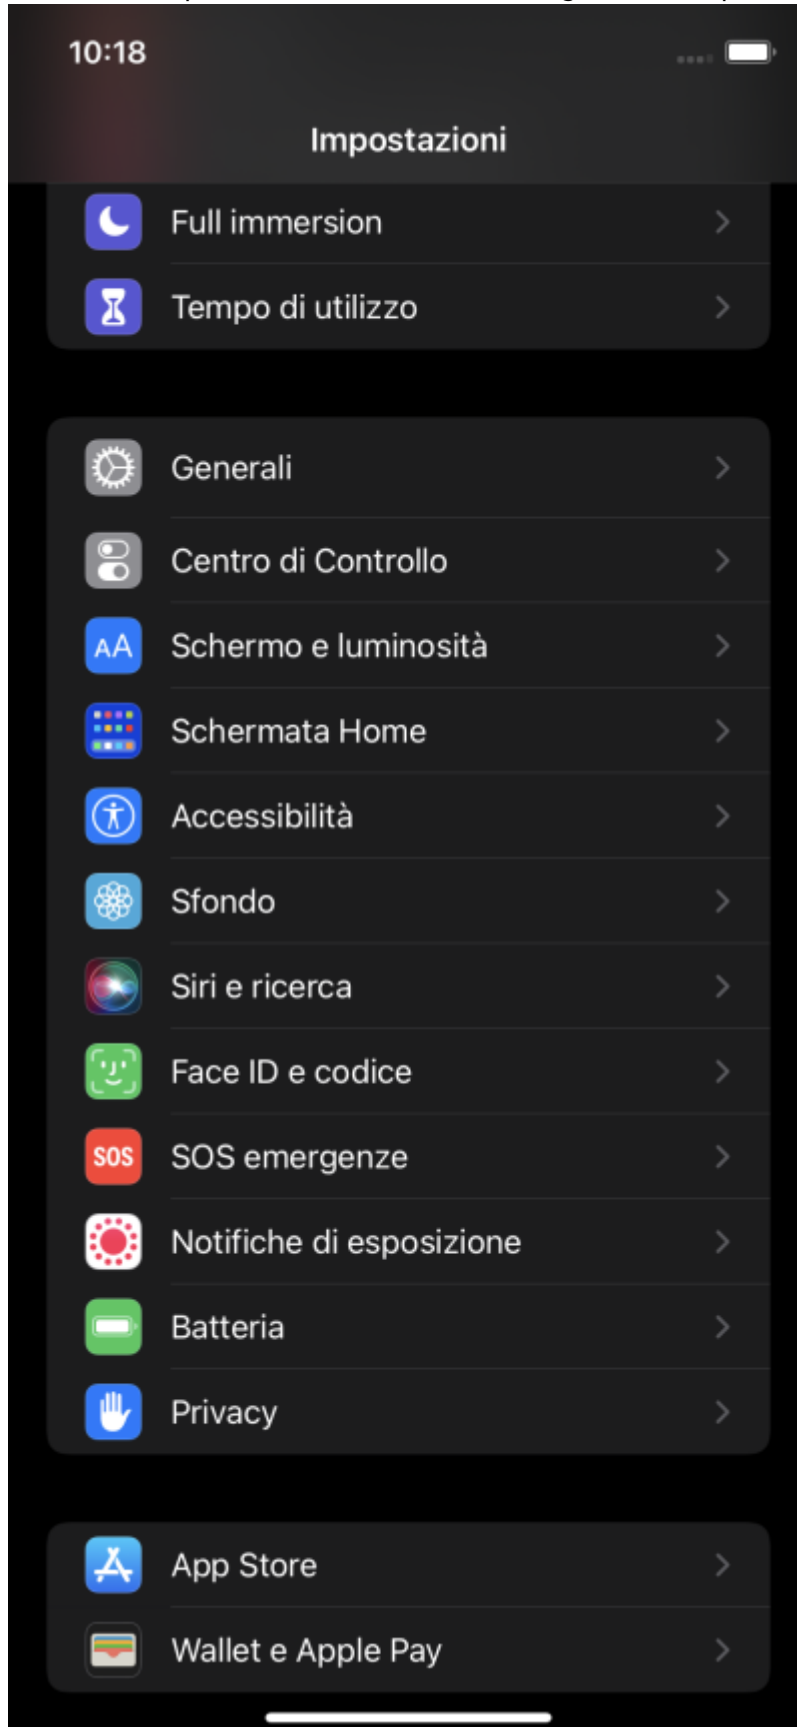 10:18
Impostazioni
Full immersion
Tempo di utilizzo
Generali
Centro di Controllo
AA Schermo e luminosità
Schermata Home
Accessibilità
Sfondo
Siri e ricerca
Face ID e codice
SOS SOS emergenze
Notifiche di esposizione
Batteria
Privacy
App Store
Wallet e Apple Pay